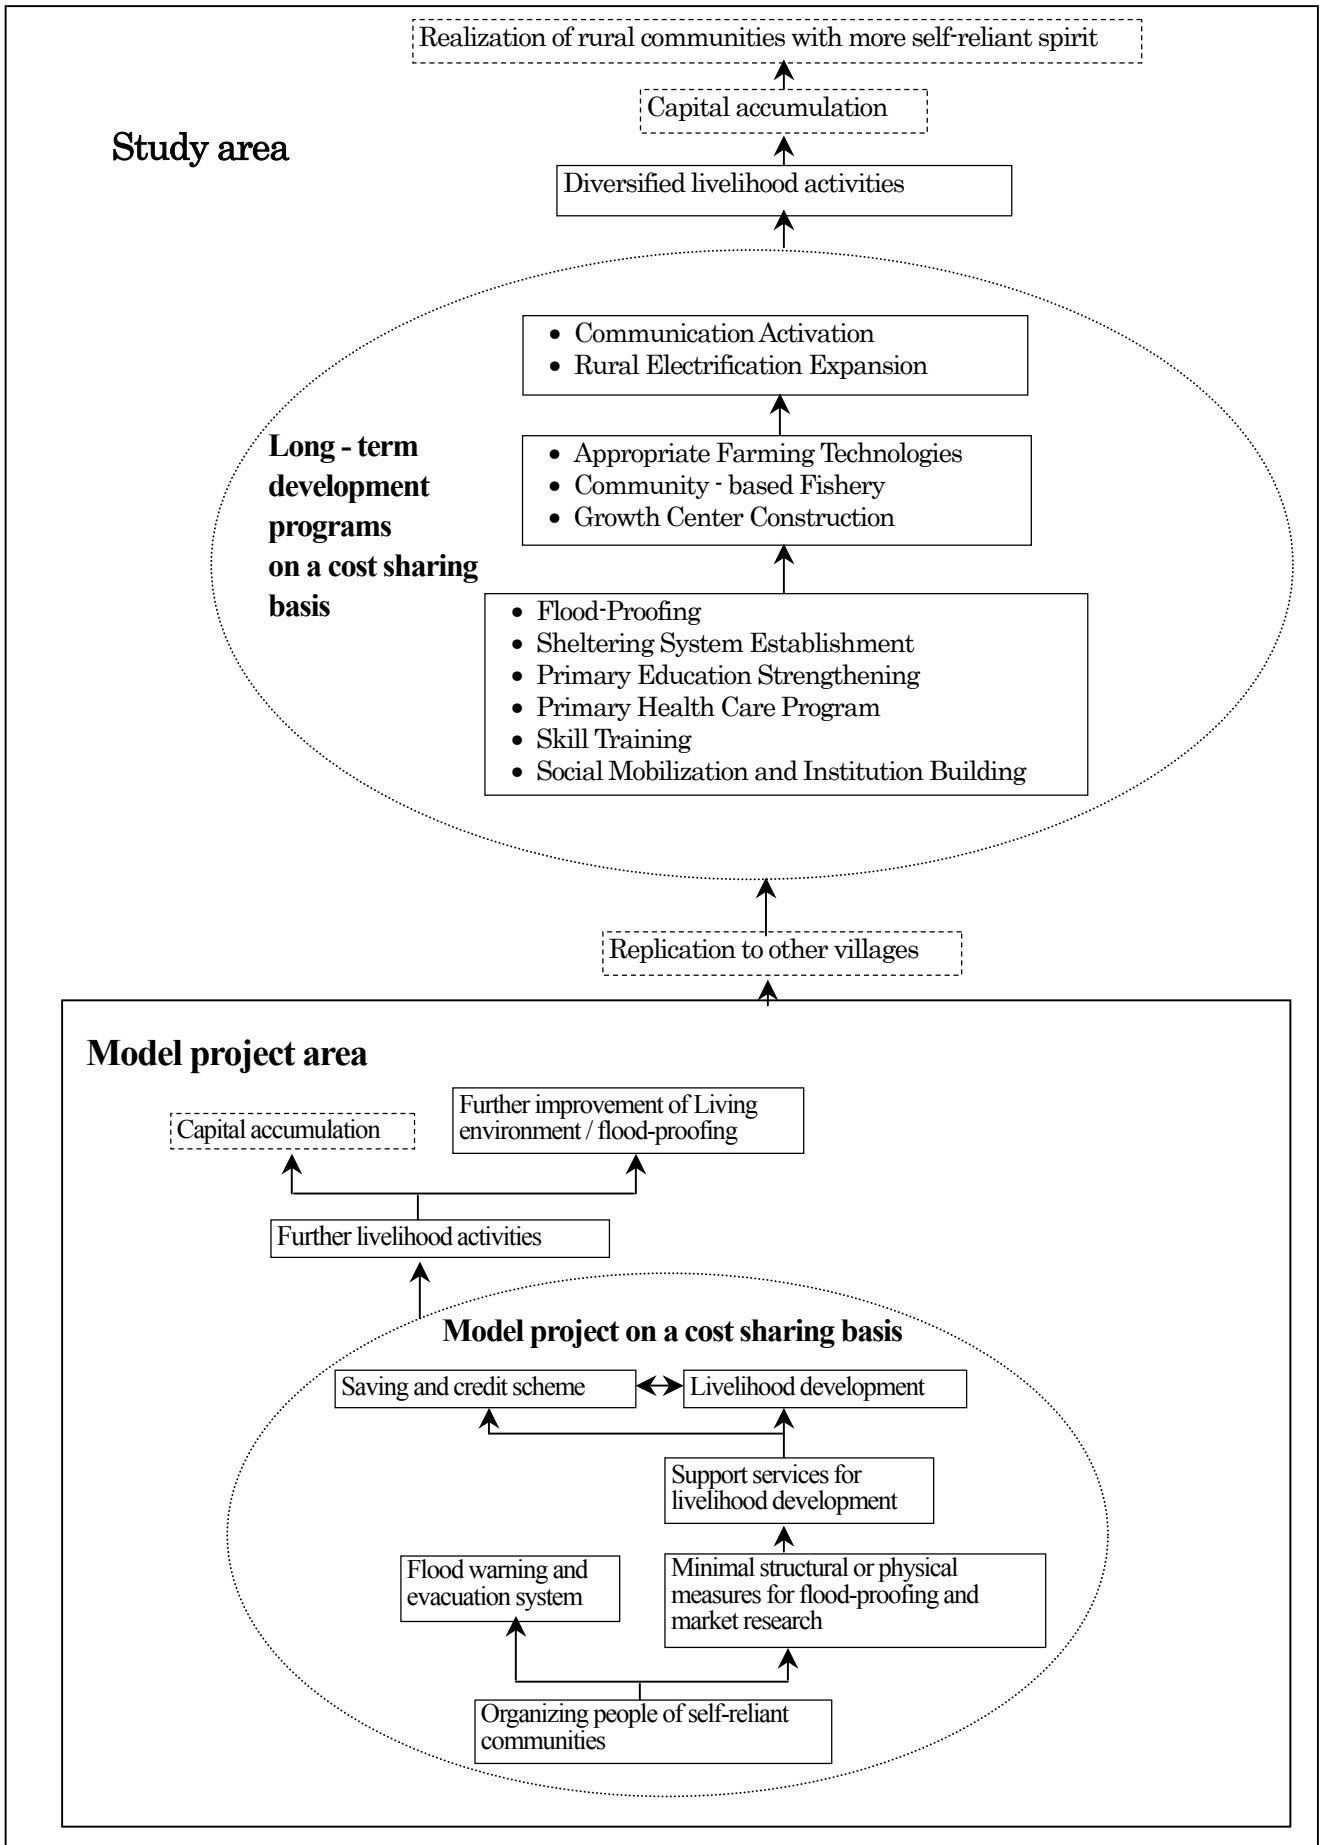 Realization of rural communities with more self-reliant spirit
Capital accumulation
Study area
Diversified livelihood activities
• Communication Activation
• Rural Electrification Expansion
Long - term
development
programs
on a cost sharing
basis
• Appropriate Farming Technologies
• Community - based Fishery
• Growth Center Construction
• Flood-Proofing
• Sheltering System Establishment
• Primary Education Strengthening
• Primary Health Care Program
• Skill Training
• Social Mobilization and Institution Building
Replication to other villages
Model project area
Capital accumulation
Further improvement of Living
environment / flood-proofing
Further livelihood activities
Model project on a cost sharing basis
Saving and credit scheme
Livelihood development
Support services for
livelihood development
Flood warning and
evacuation system
Minimal structural or physical
measures for flood-proofing and
market research
Organizing people of self-reliant
communities